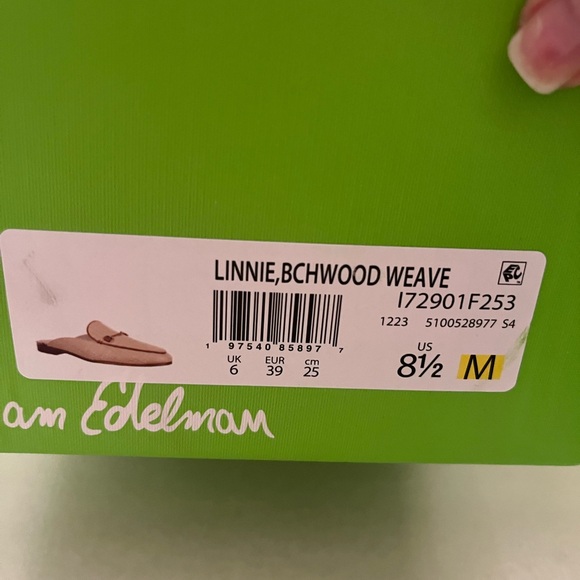 LINNIE,BCHWOOD WEAVE
I72901F253
1223 5100528977 S4
1 97540 85897 7
UK EUR cm US
6 39 25 8½ M
am Edelman